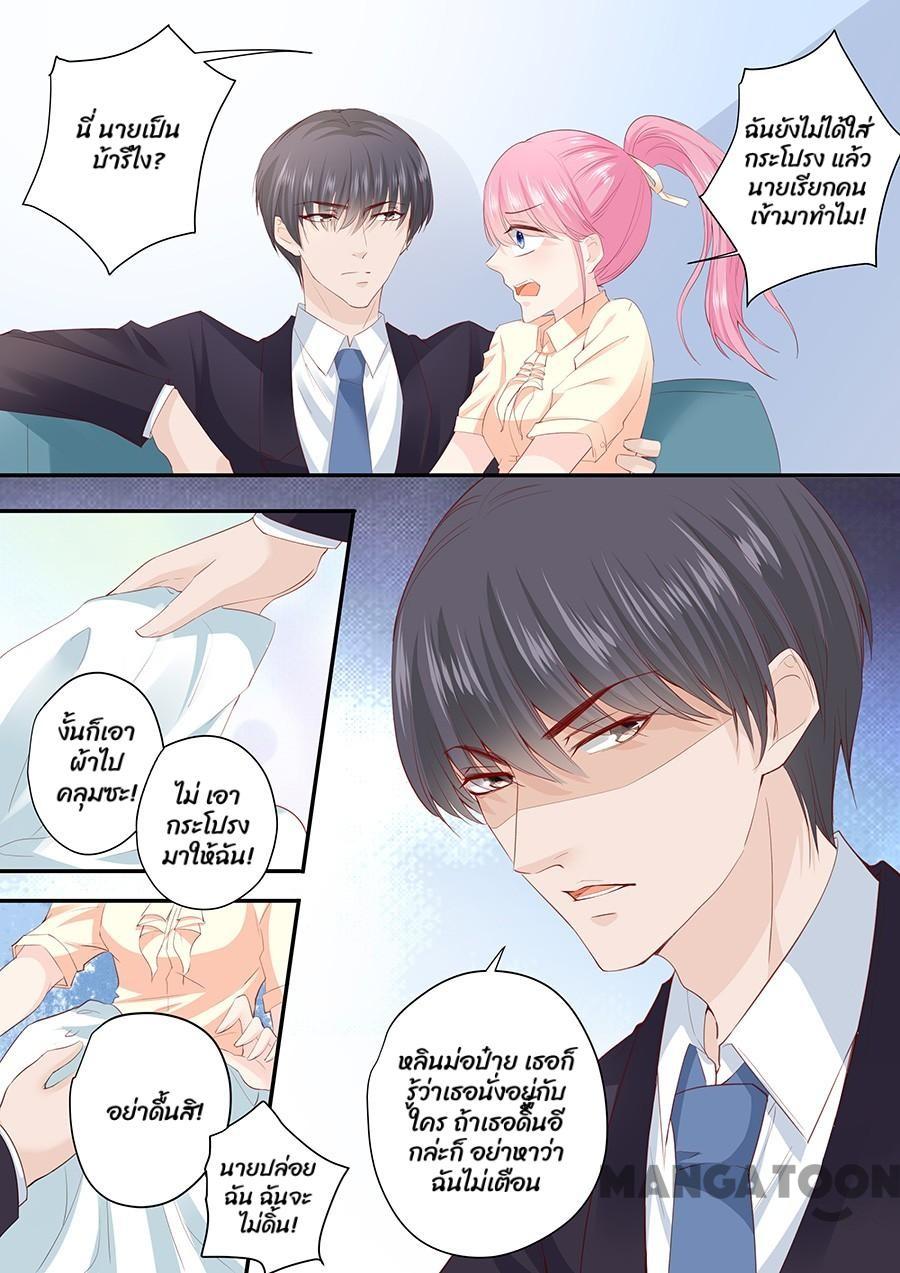 นี่ นายเป็น
บ้ารึไง?
ฉันยังไม่ได้ใส่
กระโปรง แล้ว
นายเรียกคน
เข้ามาทำไม!
งั้นก็เอา
ผ้าไป
คลุมซะ!
ไม่ เอา
กระโปรง
มาให้ฉัน!
อย่าดื้นสิ!
นายปล่อย
ฉัน ฉันจะ
ไม่ดิ้น!
หลินม่อป๋าย เธอก็
รู้ว่าเธอนั่งอยู่กับ
ใคร ถ้าเธอดิ้นอี
กล่ะก็ อย่าหาว่า
ฉันไม่เตือน
MANGATOON